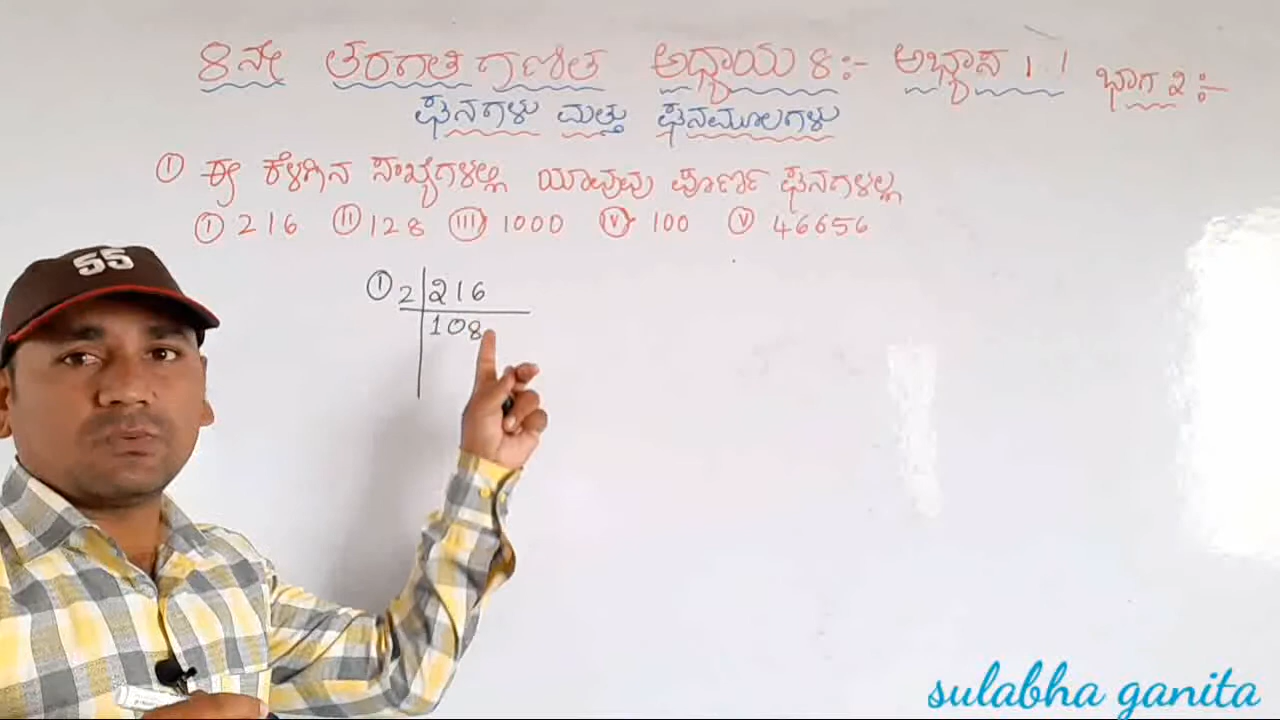 8ನೇ ತರಗತಿ ಗಣಿತ ಅಧ್ಯಾಯ 8:- ಅಭ್ಯಾಸ 1.1 ಭಾಗ ೨:-
ಘನಗಳು ಮತ್ತು ಘನಮೂಲಗಳು
① ಈ ಕೆಳಗಿನ ಸಂಖ್ಯೆಗಳಲ್ಲಿ ಯಾವುವು ಪೂರ್ಣ ಘನಗಳಲ್ಲ
Ⓘ 216 II 128 III 1000 IV 100 V 46656
① 2 216
108
55
sulabha ganita